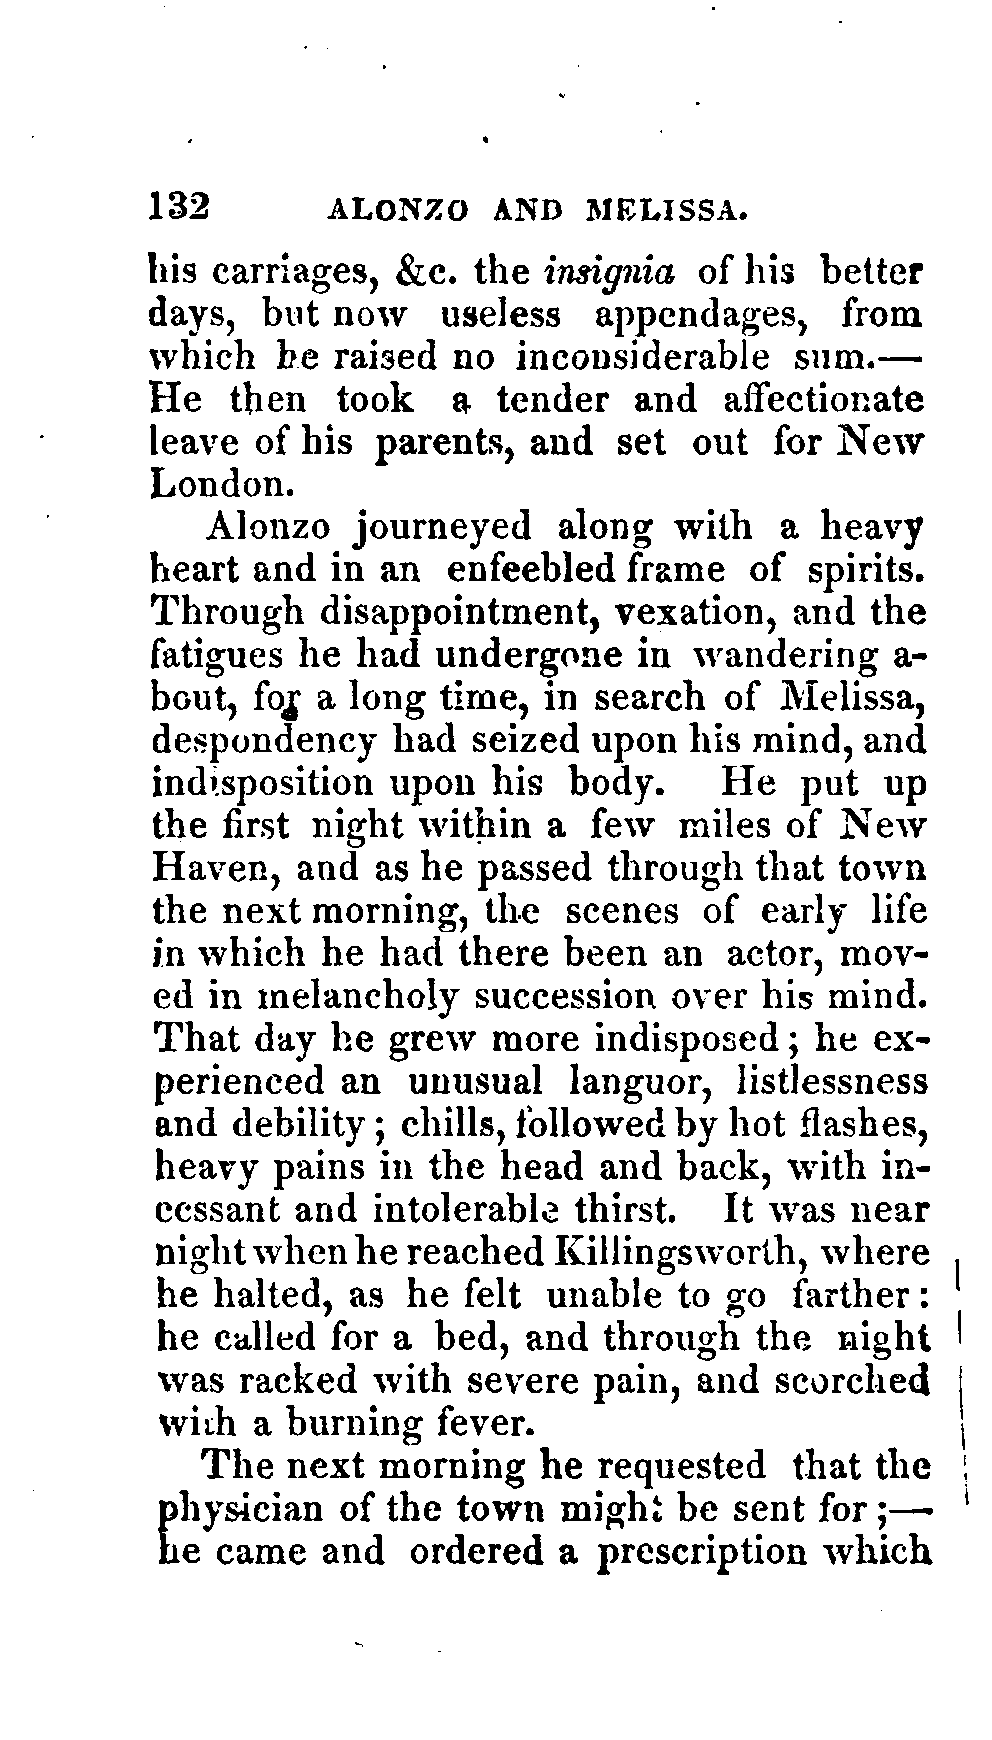 132 ALONZO AND MELISSA.
his carriages, &c. the insignia of his better
days, but now useless appendages, from
which he raised no inconsiderable sum.—
He then took a tender and affectionate
leave of his parents, and set out for New
London.
Alonzo journeyed along with a heavy
heart and in an enfeebled frame of spirits.
Through disappointment, vexation, and the
fatigues he had undergone in wandering a-
bout, for a long time, in search of Melissa,
despondency had seized upon his mind, and
indisposition upon his body. He put up
the first night within a few miles of New
Haven, and as he passed through that town
the next morning, the scenes of early life
in which he had there been an actor, mov-
ed in melancholy succession over his mind.
That day he grew more indisposed; he ex-
perienced an unusual languor, listlessness
and debility; chills, followed by hot flashes,
heavy pains in the head and back, with in-
cessant and intolerable thirst. It was near
night when he reached Killingsworth, where
he halted, as he felt unable to go farther:
he called for a bed, and through the night
was racked with severe pain, and scorched
with a burning fever.
The next morning he requested that the
physician of the town might be sent for;—
he came and ordered a prescription which